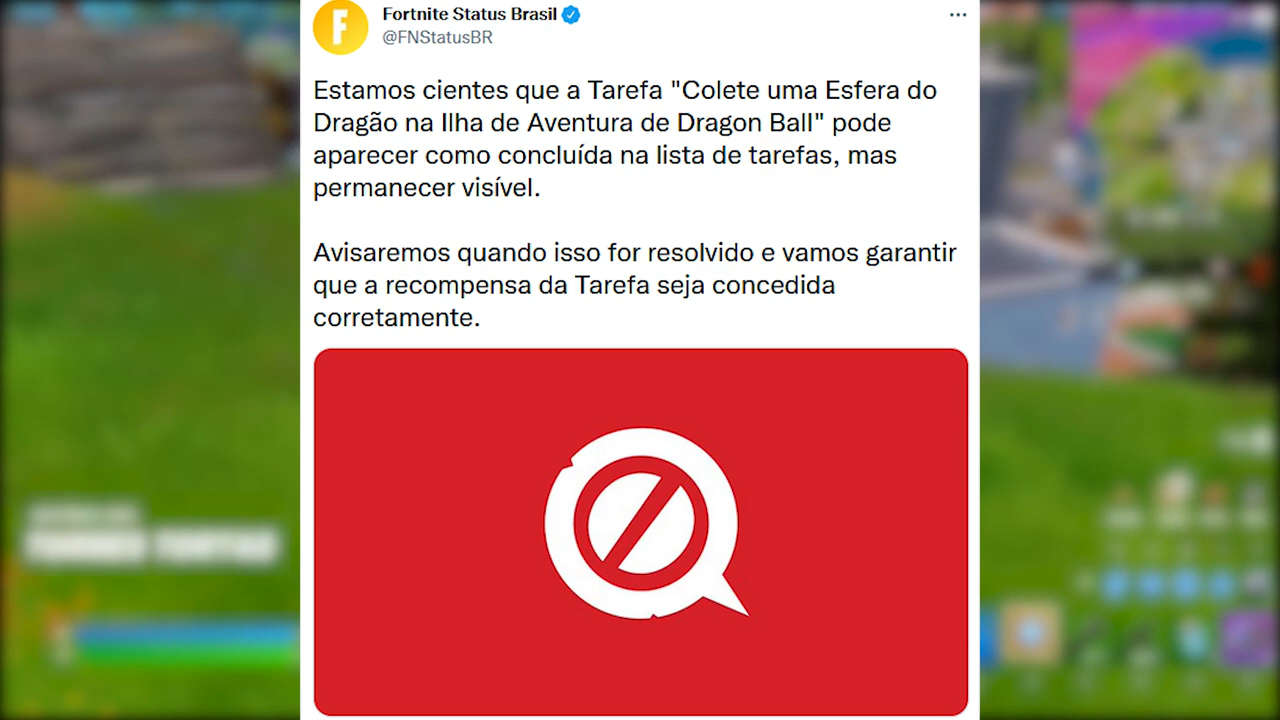 Fortnite Status Brasil
@FNStatusBR
Estamos cientes que a Tarefa "Colete uma Esfera do
Dragão na Ilha de Aventura de Dragon Ball" pode
aparecer como concluída na lista de tarefas, mas
permanecer visível.
Avisaremos quando isso for resolvido e vamos garantir
que a recompensa da Tarefa seja concedida
corretamente.